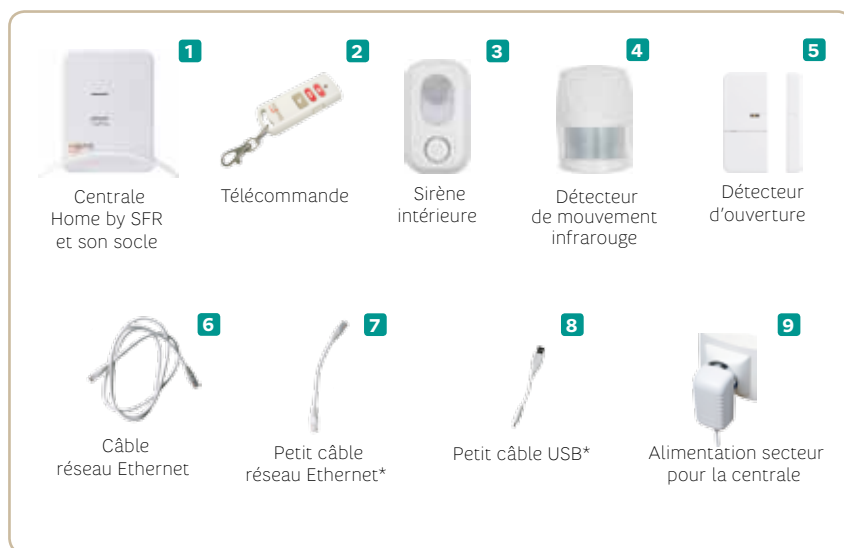 1
Centrale
Home by SFR
et son socle
2
Télécommande
3
Sirène
intérieure
4
Détecteur
de mouvement
infrarouge
5
Détecteur
d'ouverture
6
Câble
réseau Ethernet
7
Petit câble
réseau Ethernet*
8
Petit câble USB*
9
Alimentation secteur
pour la centrale